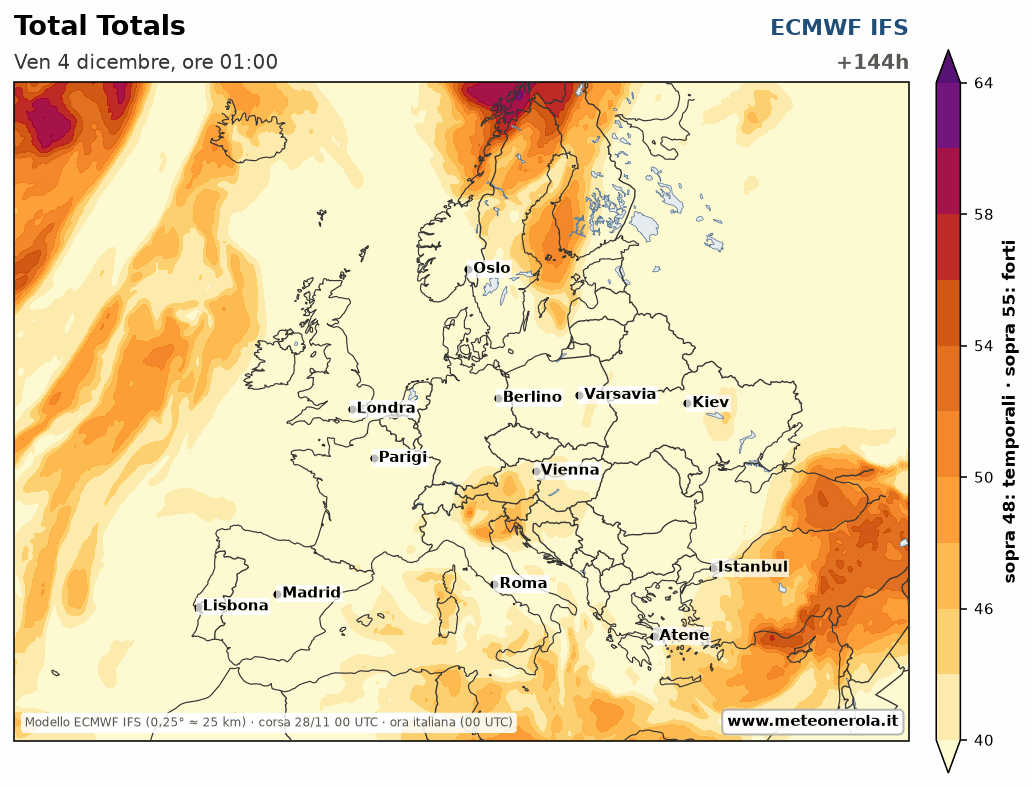 Total Totals
ECMWF IFS
Ven 4 dicembre, ore 01:00
+144h
64
58
54
50
46
40
sopra 48: temporali · sopra 55: forti
Oslo
Berlino
Varsavia
Kiev
Londra
Parigi
Vienna
Istanbul
Roma
Madrid
Lisbona
Atene
Modello ECMWF IFS (0,25° ≈ 25 km) · corsa 28/11 00 UTC · ora italiana (00 UTC)
www.meteonerola.it